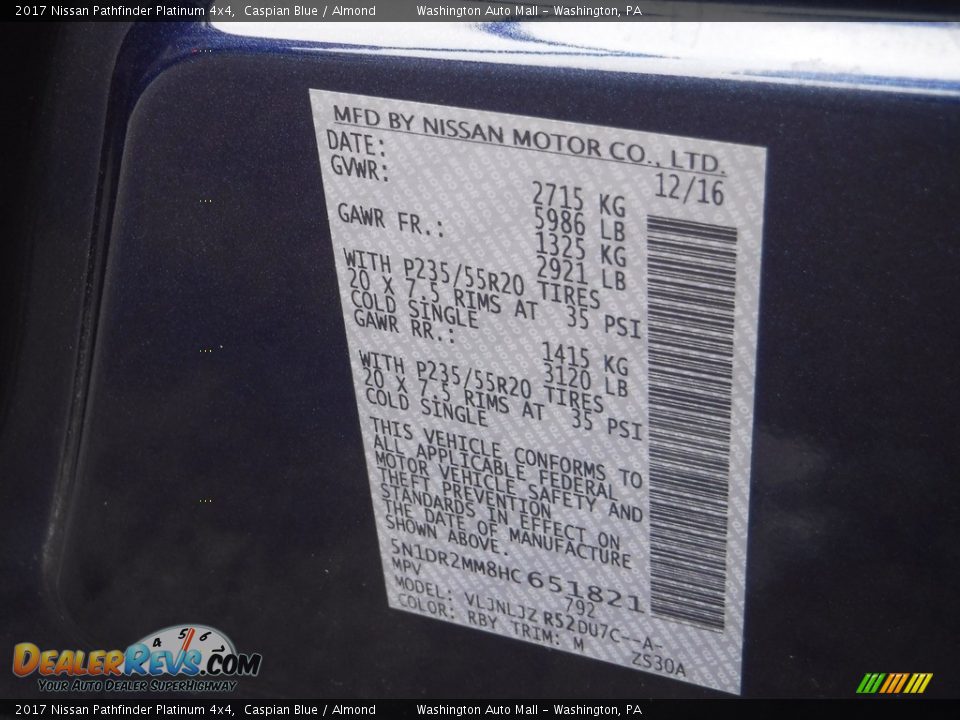 2017 Nissan Pathfinder Platinum 4x4, Caspian Blue / Almond Washington Auto Mall - Washington, PA
MFD BY NISSAN MOTOR CO., LTD.
DATE: 12/16
GVWR: 2715 KG
5986 LB
GAWR FR.: 1325 KG
2921 LB
WITH P235/55R20 TIRES
20 X 7.5 RIMS AT 35 PSI
COLD SINGLE
GAWR RR.: 1415 KG
3120 LB
WITH P235/55R20 TIRES
20 X 7.5 RIMS AT 35 PSI
COLD SINGLE
THIS VEHICLE CONFORMS TO
ALL APPLICABLE FEDERAL
MOTOR VEHICLE SAFETY AND
THEFT PREVENTION
STANDARDS IN EFFECT ON
THE DATE OF MANUFACTURE
SHOWN ABOVE.
5N1DR2MM8HC 651821
MPV 792
MODEL: VLJNLJZ R52DU7C--A-
COLOR: RBY TRIM: M ZS30A
4 5 6
DEALERREVS.COM
YOUR AUTO DEALER SUPERHIGHWAY
2017 Nissan Pathfinder Platinum 4x4, Caspian Blue / Almond Washington Auto Mall - Washington, PA